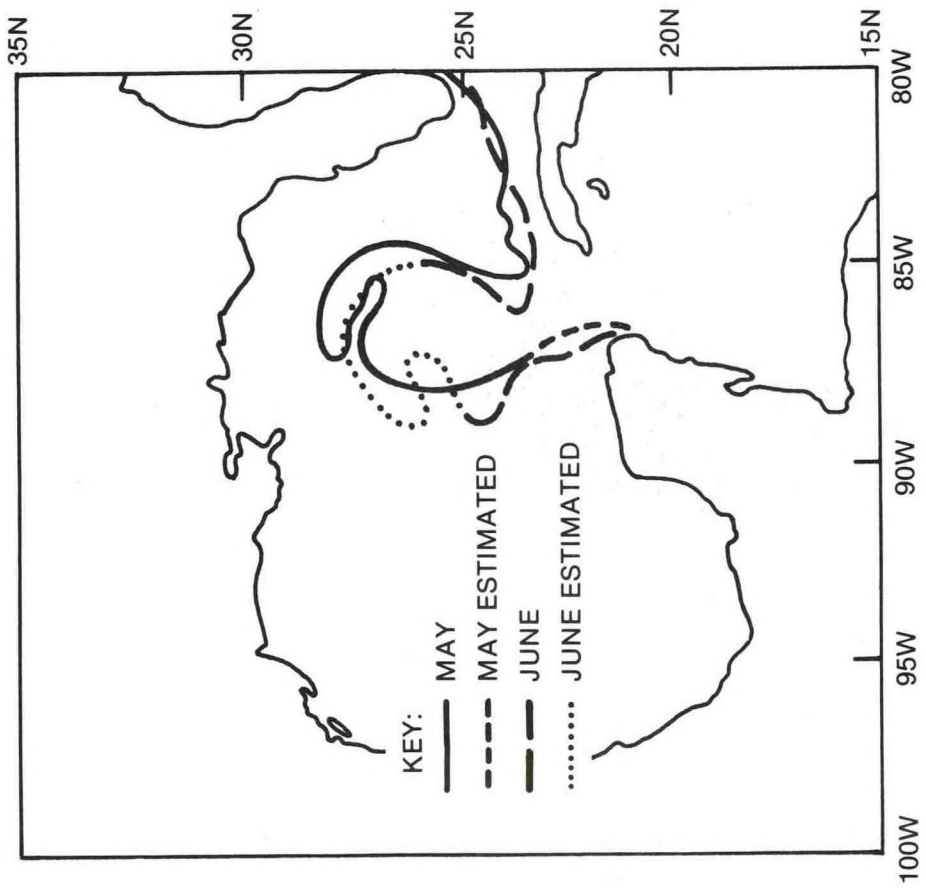 35N
30N
25N
20N
15N
80W
85W
90W
95W
100W
KEY:
MAY
MAY ESTIMATED
JUNE
JUNE ESTIMATED